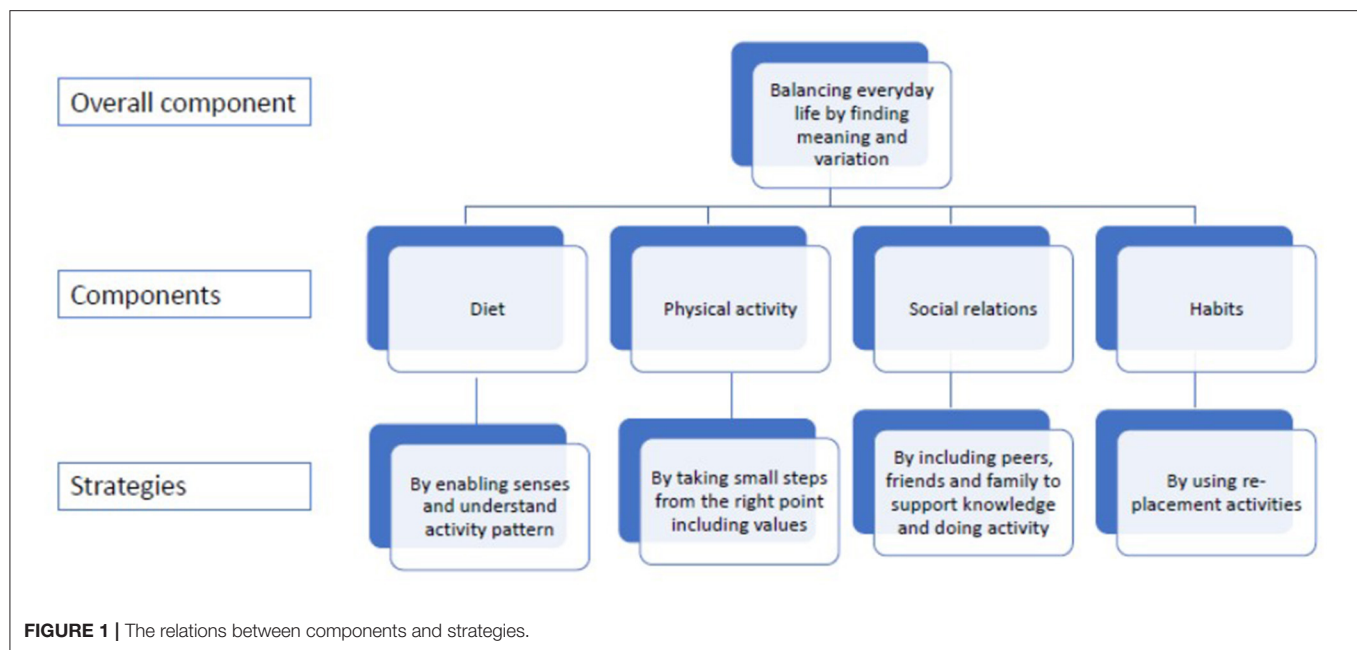 Overall component
Balancing everyday
life by finding
meaning and
variation
Components
Diet
Physical activity
Social relations
Habits
Strategies
By enabling senses
and understand
activity pattern
By taking small steps
from the right point
including values
By including peers,
friends and family to
support knowledge
and doing activity
By using re-
placement activities
FIGURE 1 | The relations between components and strategies.